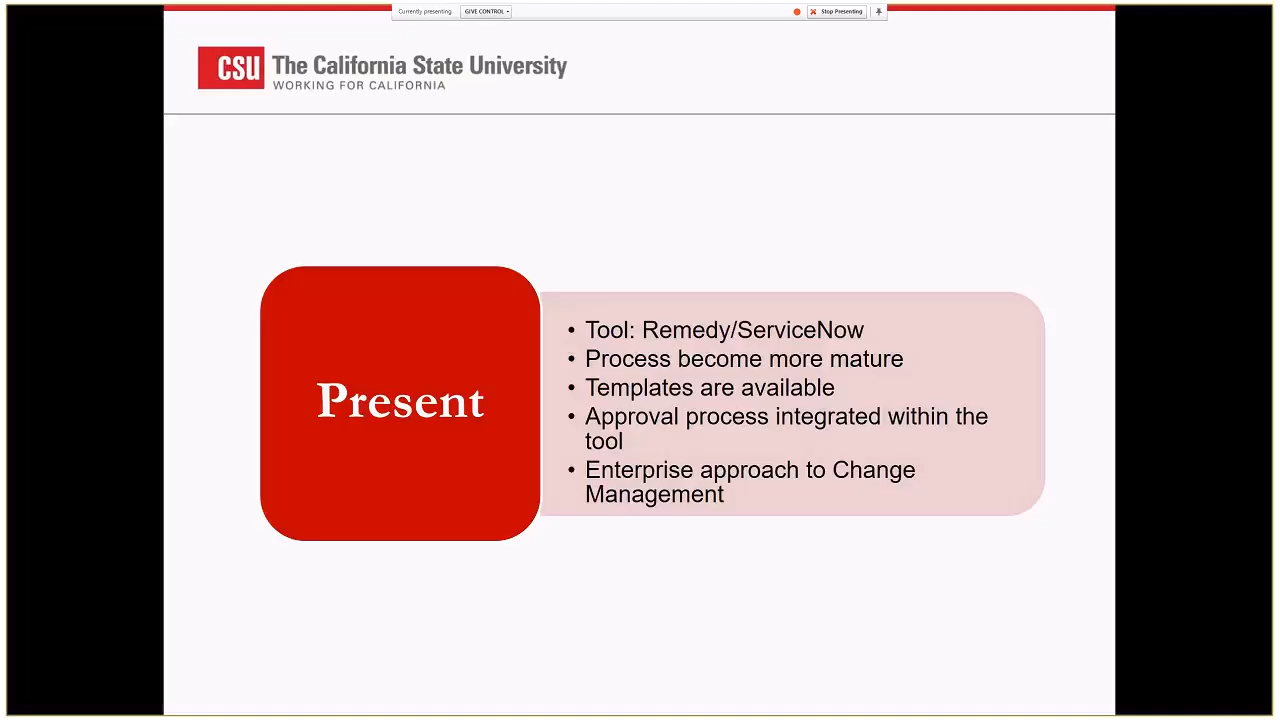 Currently presenting GIVE CONTROL Stop Presenting
CSU The California State University
WORKING FOR CALIFORNIA
Present
• Tool: Remedy/ServiceNow
• Process become more mature
• Templates are available
• Approval process integrated within the
tool
• Enterprise approach to Change
Management